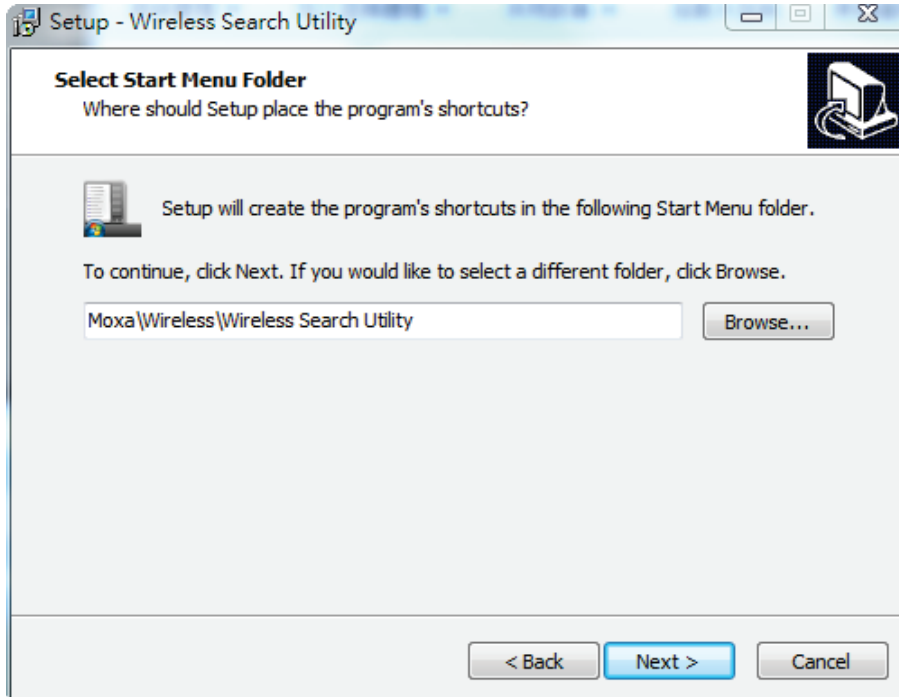 Setup - Wireless Search Utility
Select Start Menu Folder
Where should Setup place the program's shortcuts?
Setup will create the program's shortcuts in the following Start Menu folder.
To continue, click Next. If you would like to select a different folder, click Browse.
Moxa\Wireless\Wireless Search Utility
Browse...
< Back
Next >
Cancel